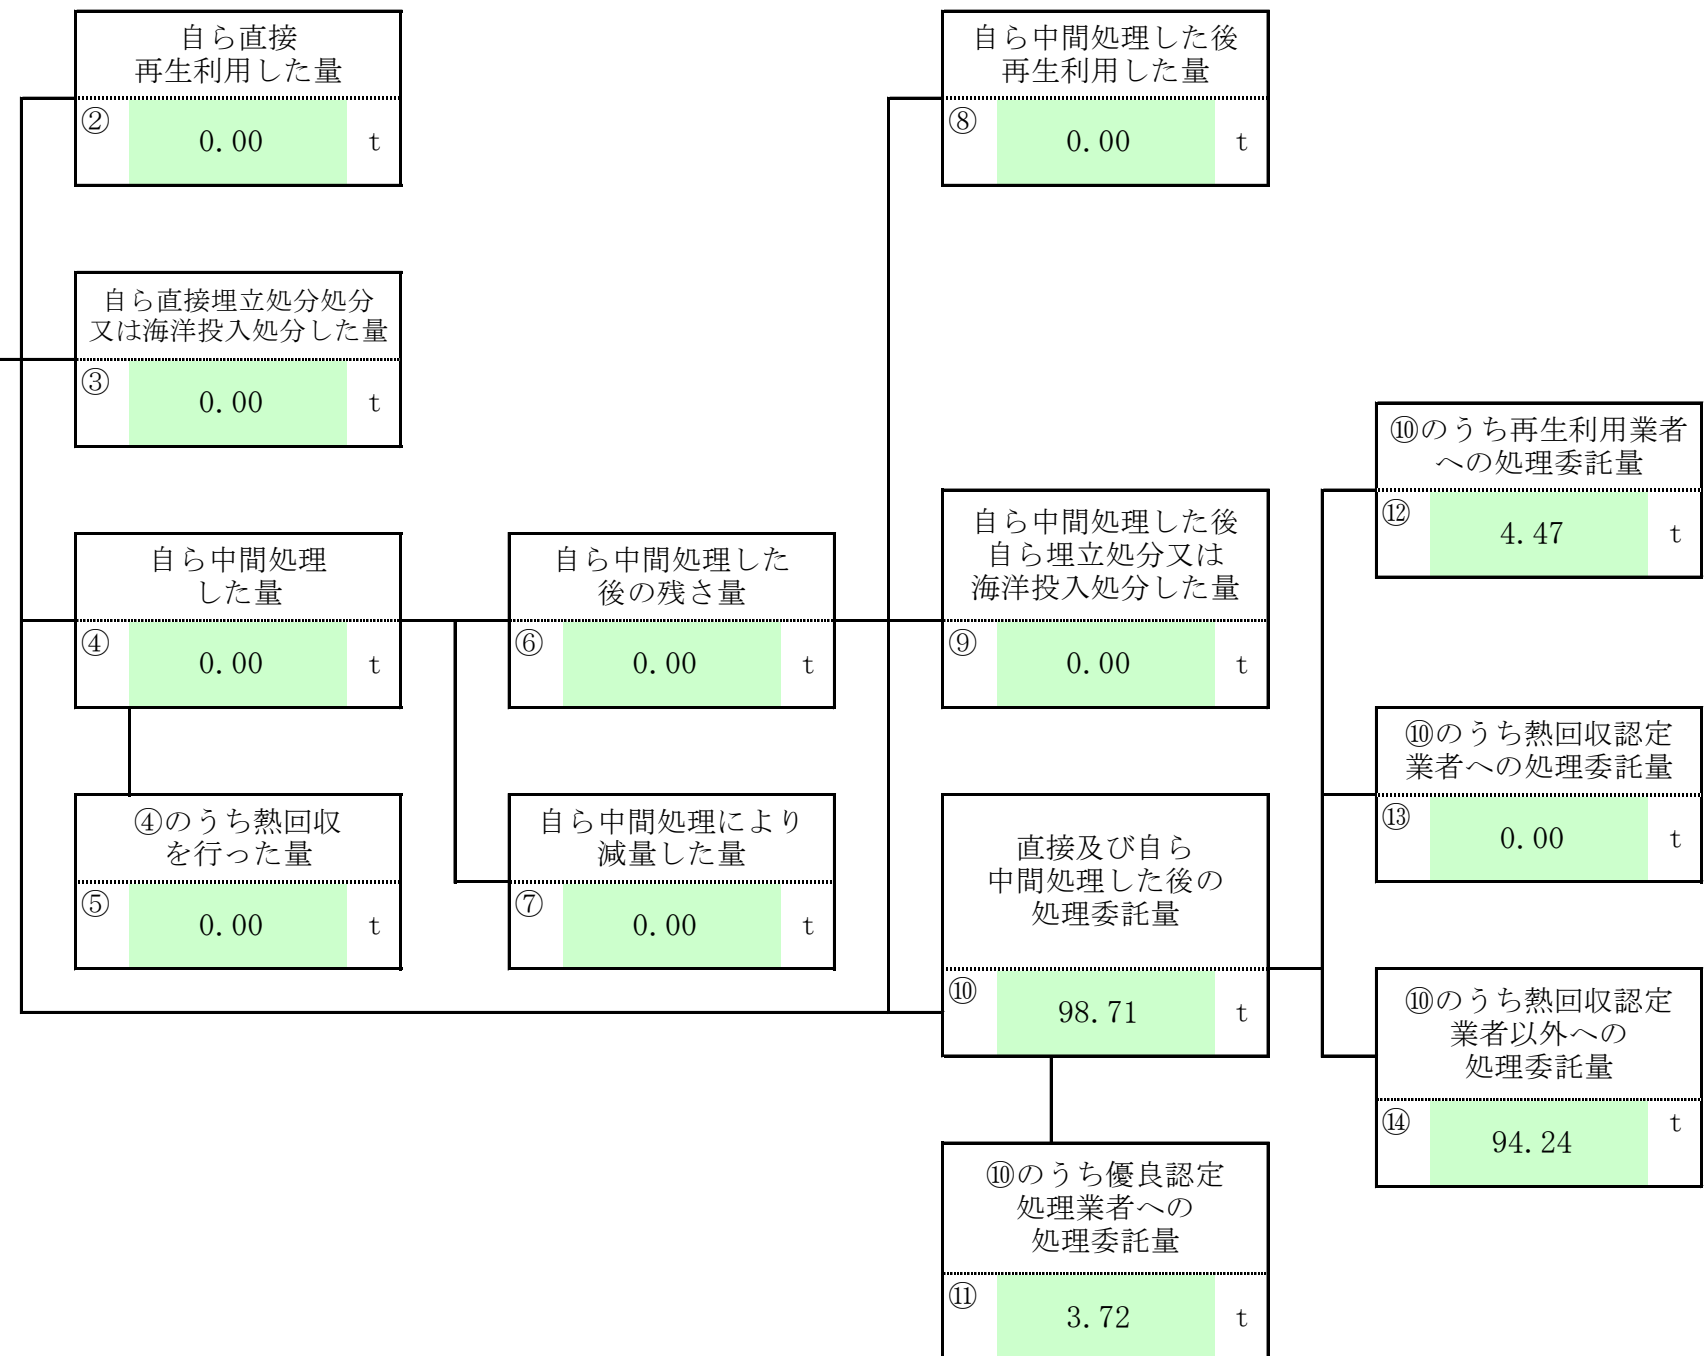 自ら直接
再生利用した量
②
0.00
t
自ら中間処理した後
再生利用した量
⑧
0.00
t
自ら直接埋立処分処分
又は海洋投入処分した量
③
0.00
t
⑩のうち再生利用業者
への処理委託量
⑫
4.47
t
自ら中間処理
した量
④
0.00
t
自ら中間処理した
後の残さ量
⑥
0.00
t
自ら中間処理した後
自ら埋立処分又は
海洋投入処分した量
⑨
0.00
t
⑩のうち熱回収認定
業者への処理委託量
⑬
0.00
t
④のうち熱回収
を行った量
⑤
0.00
t
自ら中間処理により
減量した量
⑦
0.00
t
直接及び自ら
中間処理した後の
処理委託量
⑩
98.71
t
⑩のうち熱回収認定
業者以外への
処理委託量
⑭
94.24
t
⑩のうち優良認定
処理業者への
処理委託量
⑪
3.72
t